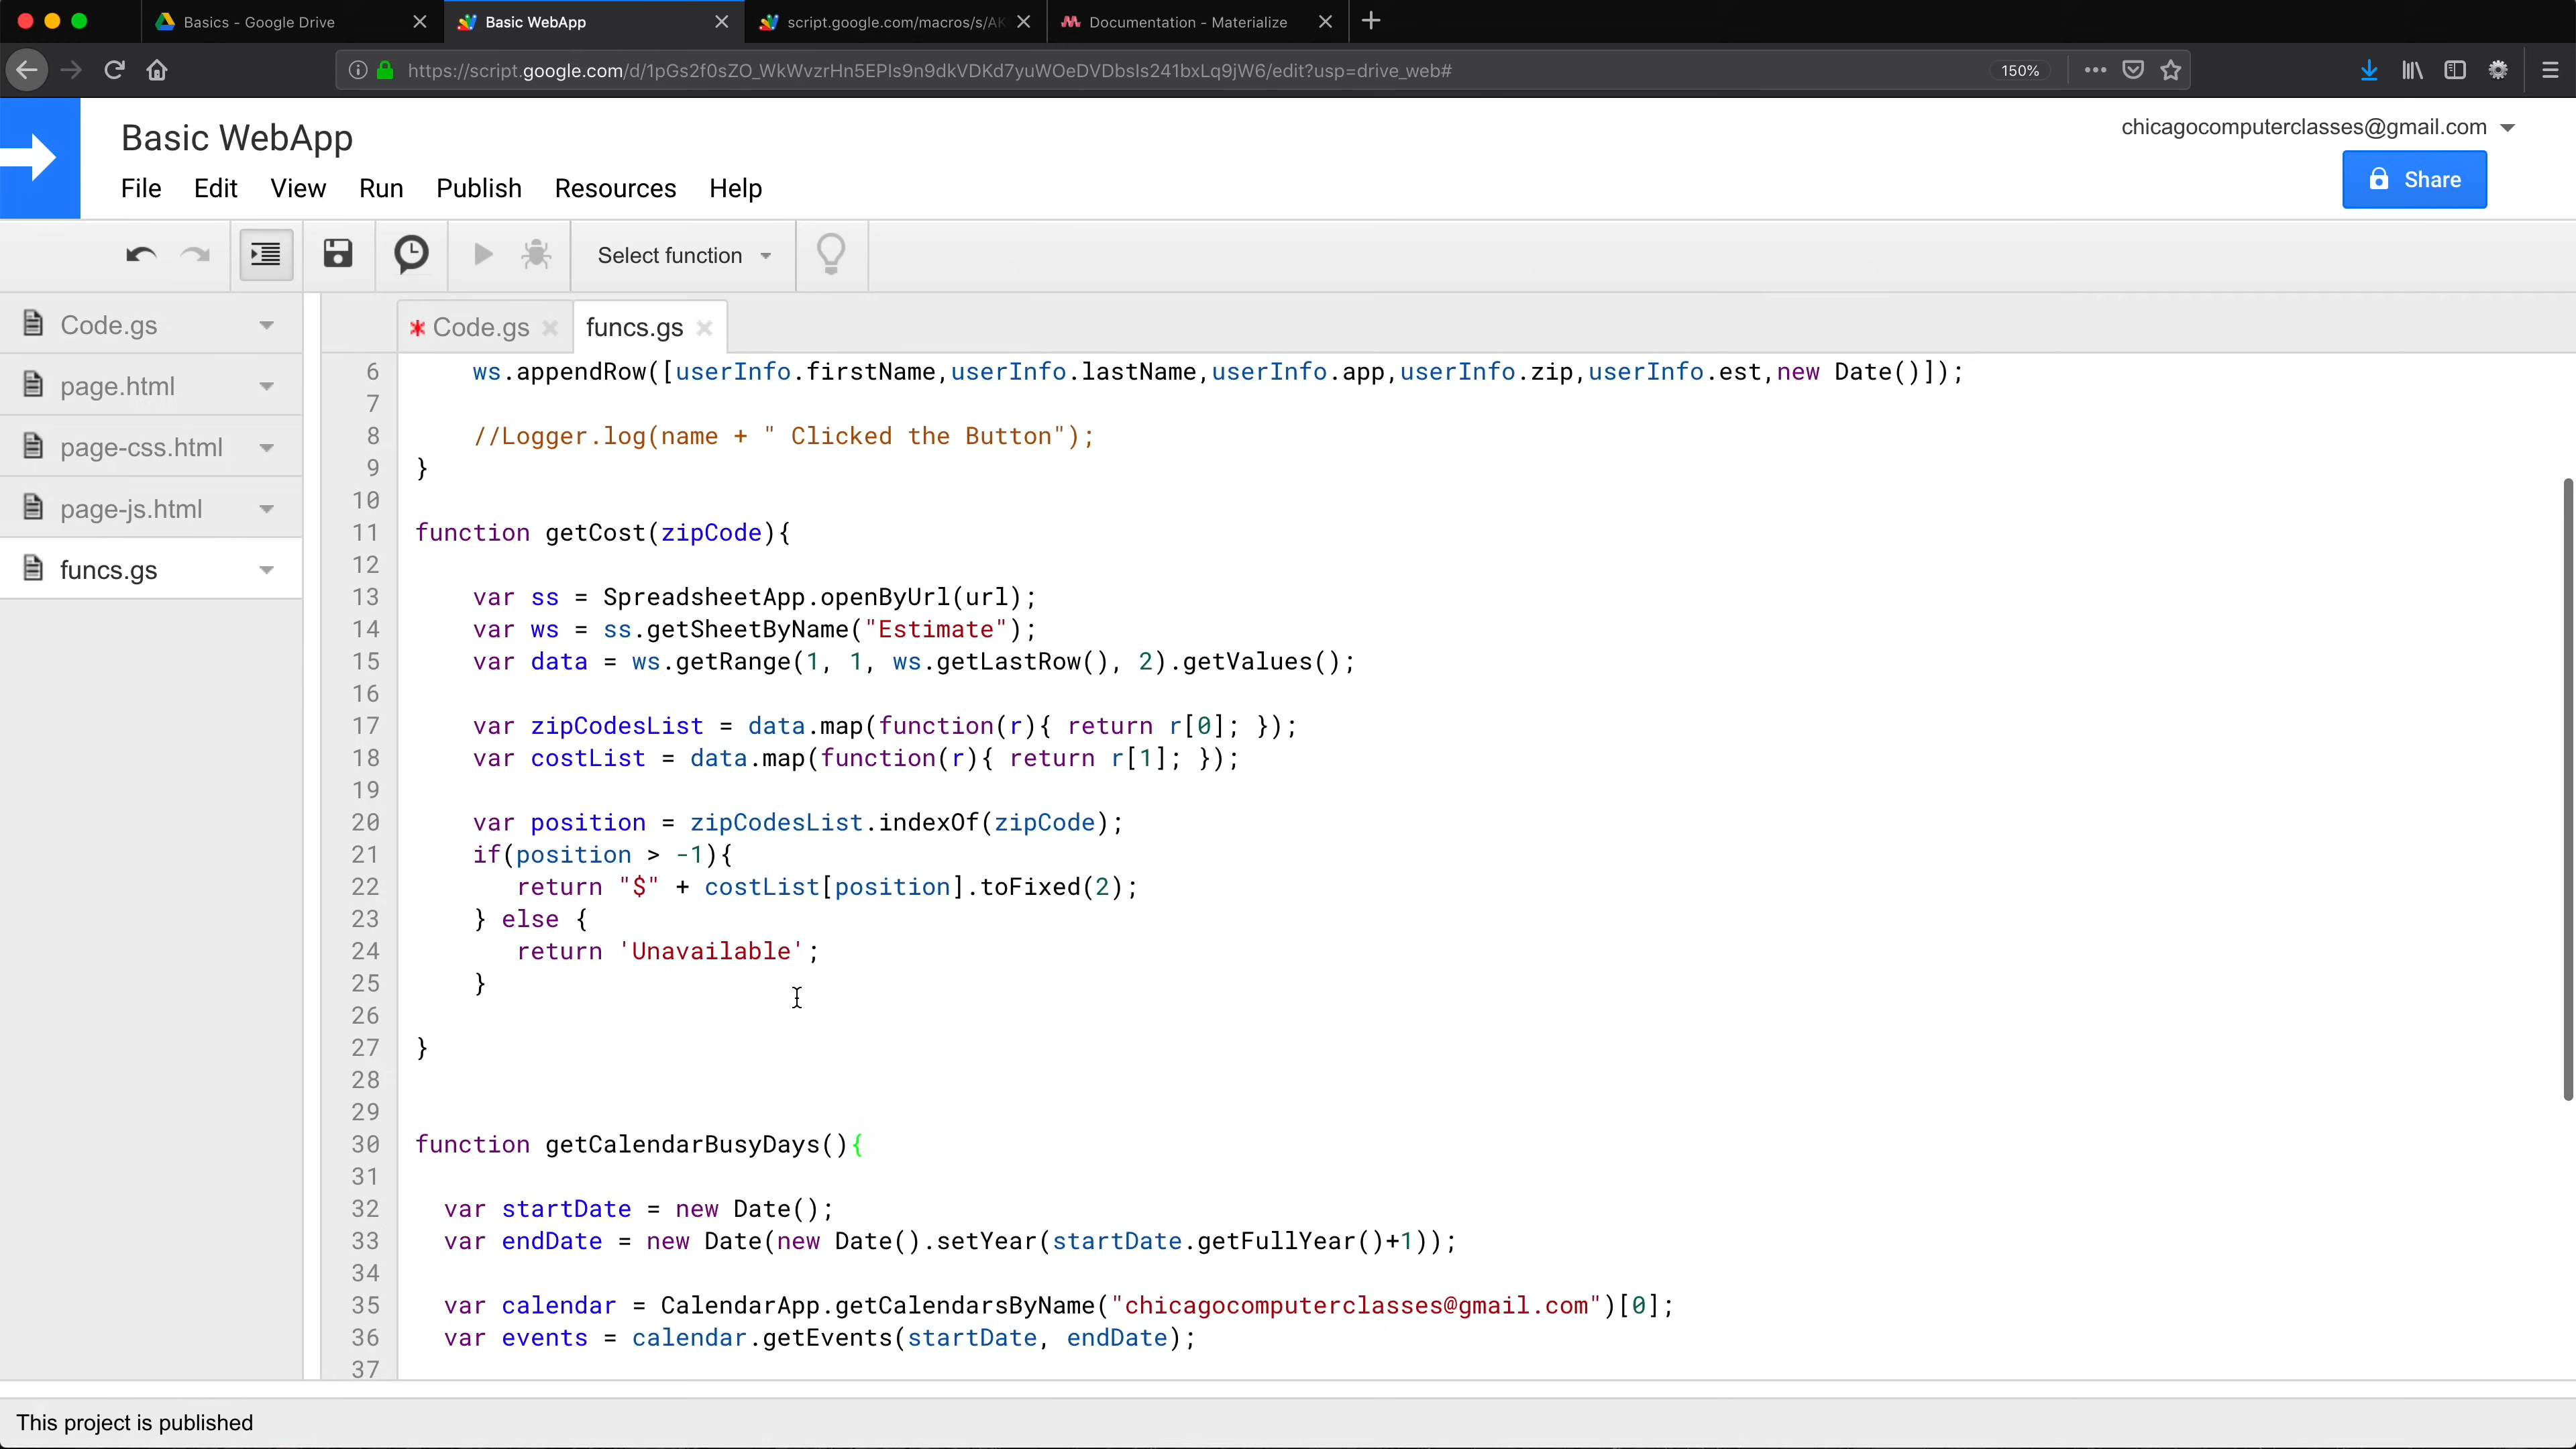 Basics - Google Drive
Basic WebApp
script.google.com/macros/s/AK
Documentation - Materialize
https://script.google.com/d/1pGs2f0sZO_WkWvzrHn5EPIs9n9dkVDKd7yuWOeDVDbsIs241bxLq9jW6/edit?usp=drive_web#
150%
Basic WebApp
chicagocomputerclasses@gmail.com
File Edit View Run Publish Resources Help
Share
Select function
Code.gs
page.html
page-css.html
page-js.html
funcs.gs
* Code.gs
funcs.gs
6 ws.appendRow([userInfo.firstName,userInfo.lastName,userInfo.app,userInfo.zip,userInfo.est,new Date()]);
7
8 //Logger.log(name + " Clicked the Button");
9 }
10
11 function getCost(zipCode){
12
13 var ss = SpreadsheetApp.openByUrl(url);
14 var ws = ss.getSheetByName("Estimate");
15 var data = ws.getRange(1, 1, ws.getLastRow(), 2).getValues();
16
17 var zipCodesList = data.map(function(r){ return r[0]; });
18 var costList = data.map(function(r){ return r[1]; });
19
20 var position = zipCodesList.indexOf(zipCode);
21 if(position > -1){
22 return "$" + costList[position].toFixed(2);
23 } else {
24 return 'Unavailable';
25 }
26
27 }
28
29
30 function getCalendarBusyDays(){
31
32 var startDate = new Date();
33 var endDate = new Date(new Date().setYear(startDate.getFullYear()+1));
34
35 var calendar = CalendarApp.getCalendarsByName("chicagocomputerclasses@gmail.com")[0];
36 var events = calendar.getEvents(startDate, endDate);
37
This project is published